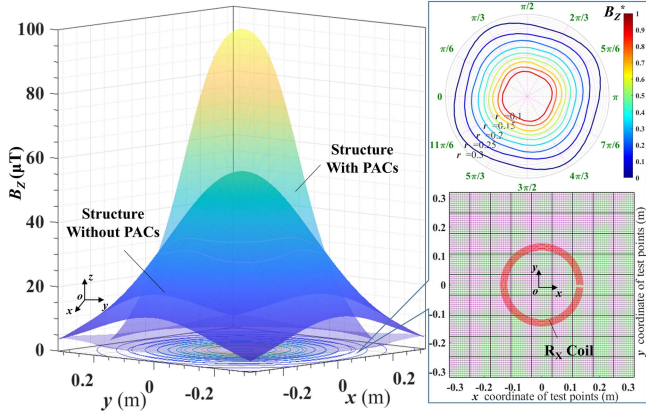 100
80
60
40
20
0
B_Z (μT)
Structure
With PACs
Structure
Without PACs
z
o
y
x
0.2
0
-0.2
y (m)
-0.2
0
0.2
x (m)
π/2
π/3
2π/3
π/6
5π/6
0
π
11π/6
7π/6
5π/3
4π/3
3π/2
r =0.1
r =0.15
r =0.2
r =0.25
r =0.3
B_Z*
1
0.9
0.8
0.7
0.6
0.5
0.4
0.3
0.2
0.1
0
0.3
0.2
0.1
0
-0.1
-0.2
-0.3
y
o
x
R_X Coil
-0.3 -0.2 -0.1 0 0.1 0.2 0.3
x coordinate of test points (m)
y coordinate of test points (m)